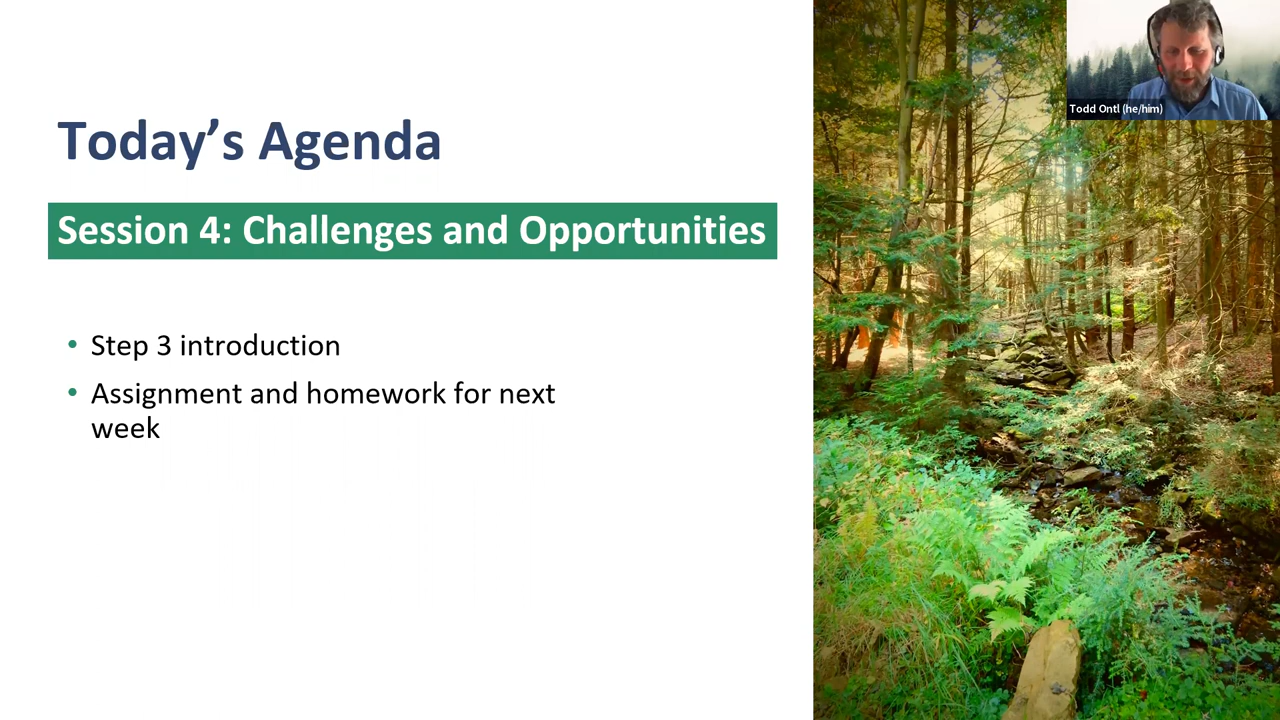 Today’s Agenda
Session 4: Challenges and Opportunities
• Step 3 introduction
• Assignment and homework for next
week
Todd Ontl (he/him)